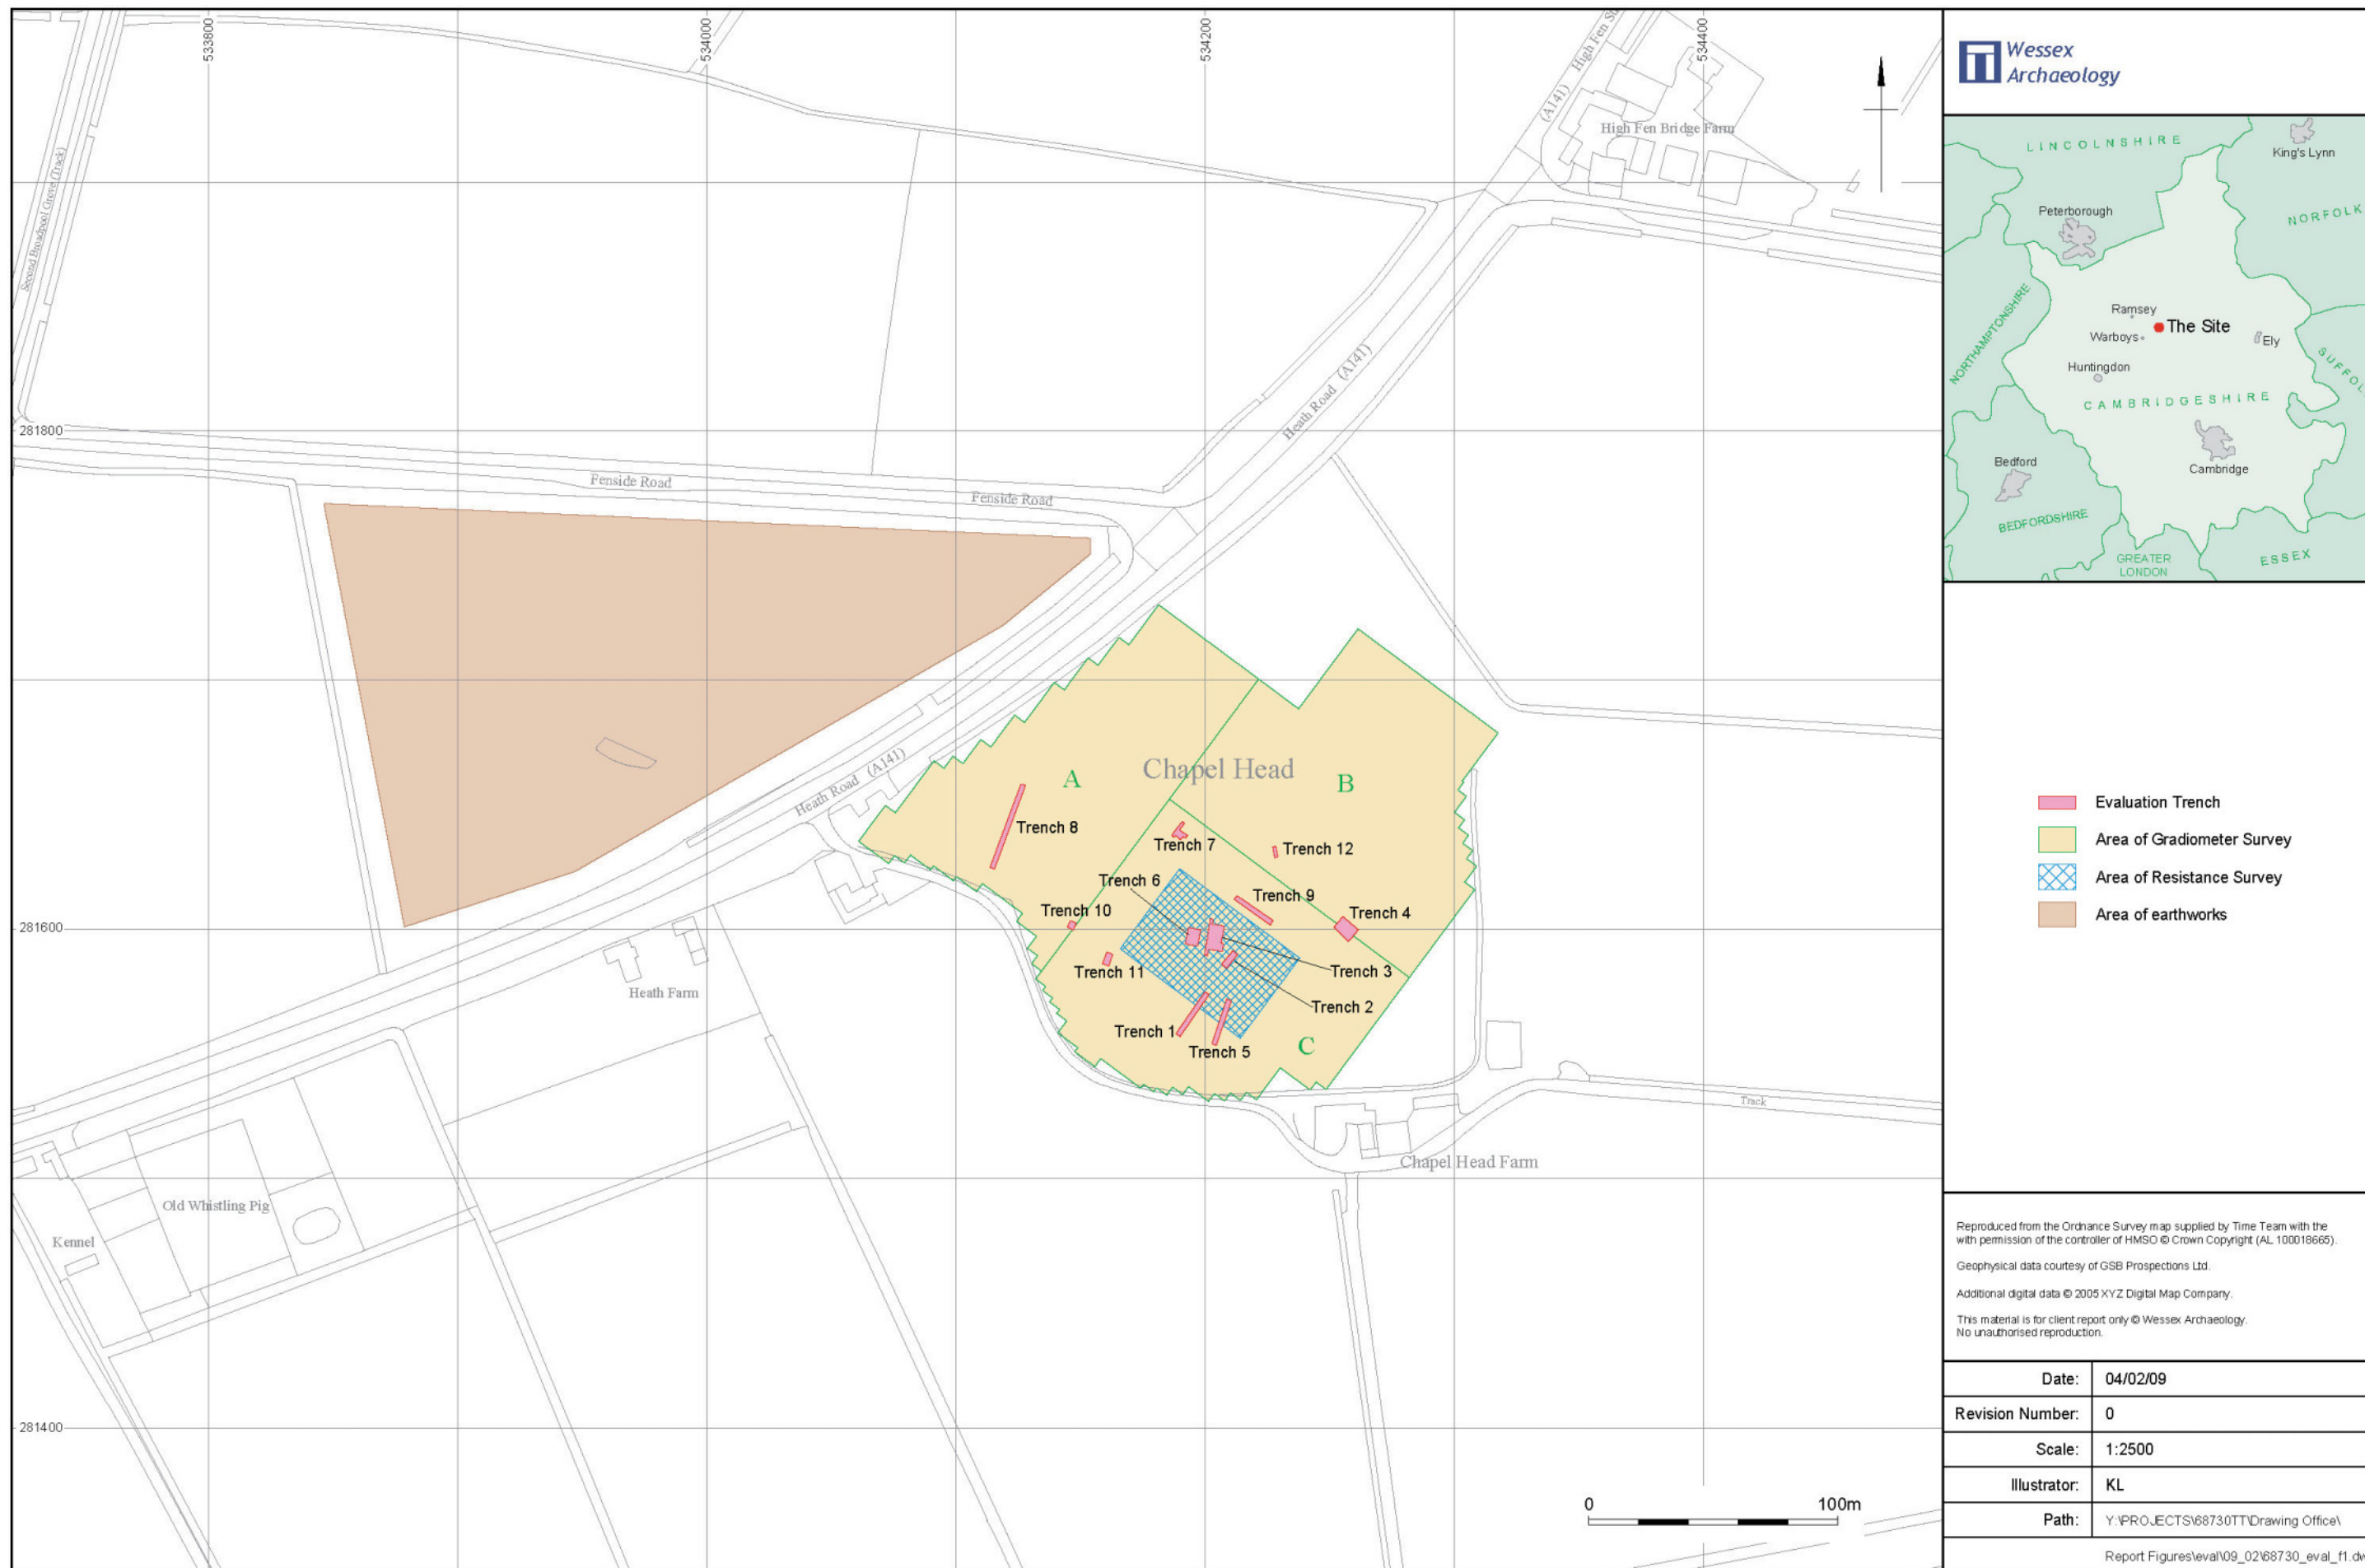 533800
534000
534200
534400
281800
281600
281400
Second Broadpool Grove (Track)
High Fen
(A141)
High Fen Bridge Farm
Heath Road (A141)
Fenside Road
Fenside Road
Heath Road (A141)
Chapel Head
A
B
C
Trench 8
Trench 7
Trench 12
Trench 6
Trench 9
Trench 10
Trench 4
Trench 11
Trench 3
Trench 2
Trench 1
Trench 5
Heath Farm
Track
Chapel Head Farm
Old Whistling Pig
Kennel
0 100m
Wessex
Archaeology
LINCOLNSHIRE
King's Lynn
Peterborough
NORFOLK
NORTHAMPTONSHIRE
Ramsey
The Site
Warboys
Ely
Huntingdon
SUFFOL
CAMBRIDGESHIRE
Bedford
Cambridge
BEDFORDSHIRE
GREATER
LONDON
ESSEX
Evaluation Trench
Area of Gradiometer Survey
Area of Resistance Survey
Area of earthworks
Reproduced from the Ordnance Survey map supplied by Time Team with the
with permission of the controller of HMSO © Crown Copyright (AL 100018665).
Geophysical data courtesy of GSB Prospections Ltd.
Additional digital data © 2005 XYZ Digital Map Company.
This material is for client report only © Wessex Archaeology.
No unauthorised reproduction.
Date: 04/02/09
Revision Number: 0
Scale: 1:2500
Illustrator: KL
Path: Y:\PROJECTS\68730TT\Drawing Office\
Report Figures\eval\09_02\68730_eval_f1.dw